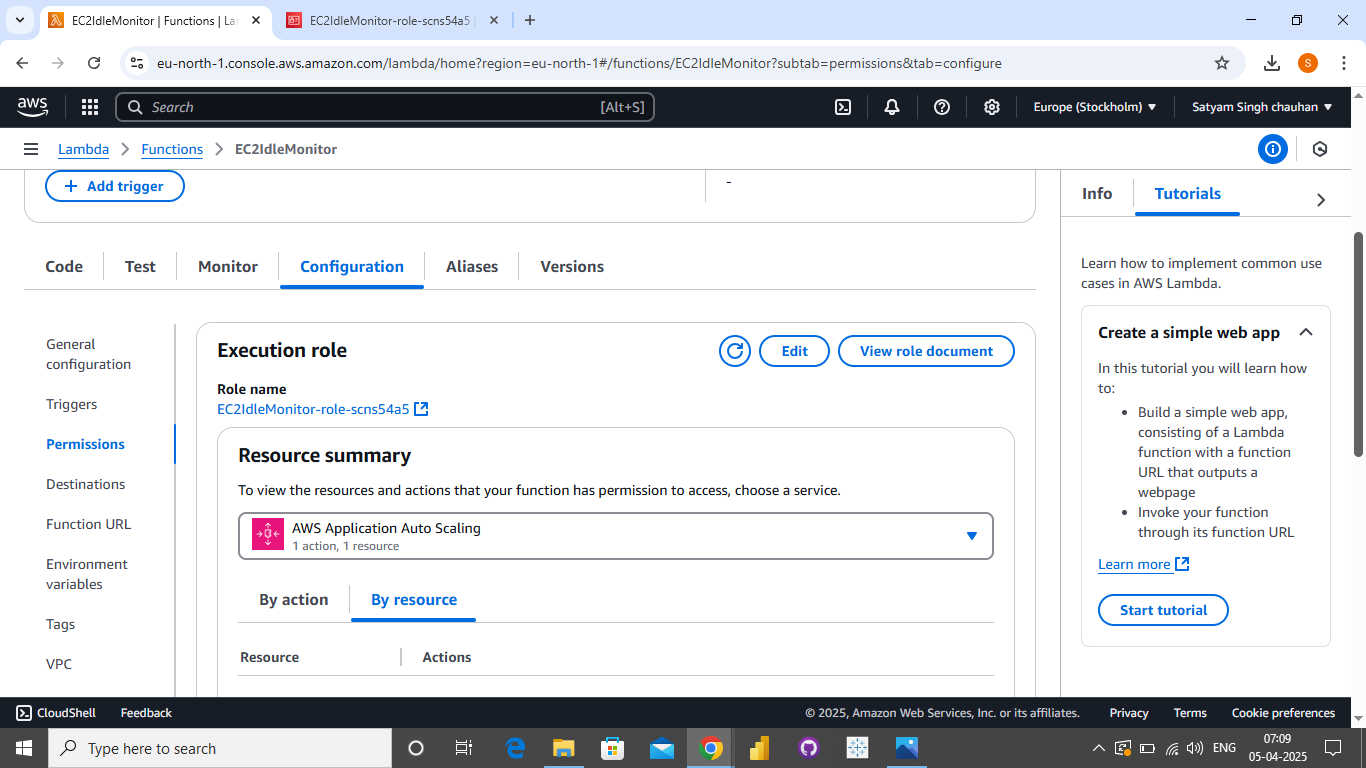 EC2IdleMonitor | Functions | La
EC2IdleMonitor-role-scns54a5 |
eu-north-1.console.aws.amazon.com/lambda/home?region=eu-north-1#/functions/EC2IdleMonitor?subtab=permissions&tab=configure
S
aws
Search
[Alt+S]
Europe (Stockholm)
Satyam Singh chauhan
Lambda
Functions
EC2IdleMonitor
Add trigger
-
Info
Tutorials
Code
Test
Monitor
Configuration
Aliases
Versions
General
configuration
Triggers
Permissions
Destinations
Function URL
Environment
variables
Tags
VPC
Execution role
Edit
View role document
Role name
EC2IdleMonitor-role-scns54a5
Resource summary
To view the resources and actions that your function has permission to access, choose a service.
AWS Application Auto Scaling
1 action, 1 resource
By action
By resource
Resource
Actions
Learn how to implement common use
cases in AWS Lambda.
Create a simple web app
In this tutorial you will learn how
to:
• Build a simple web app,
consisting of a Lambda
function with a function
URL that outputs a
webpage
• Invoke your function
through its function URL
Learn more
Start tutorial
CloudShell
Feedback
© 2025, Amazon Web Services, Inc. or its affiliates.
Privacy
Terms
Cookie preferences
Type here to search
ENG
07:09
05-04-2025